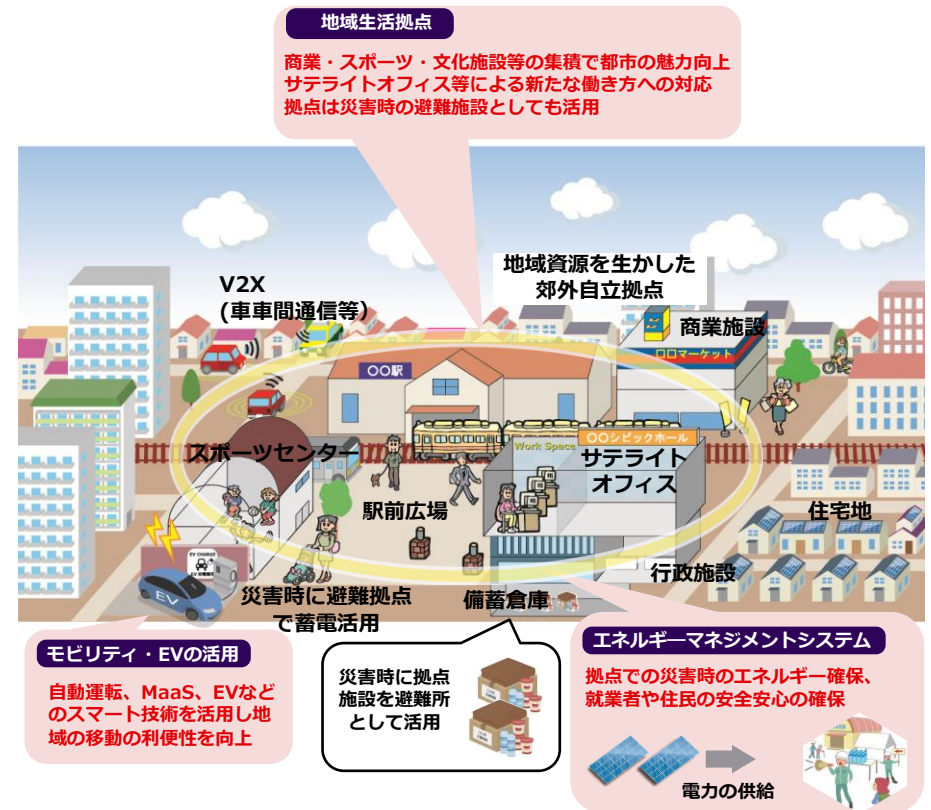 地域生活拠点
商業・スポーツ・文化施設等の集積で都市の魅力向上
サテライトオフィス等による新たな働き方への対応
拠点は災害時の避難施設としても活用
地域資源を生かした
郊外自立拠点
V2X
(車車間通信等）
商業施設
ロロマーケット
〇〇駅
〇〇シビックホール
Work Space
スポーツセンター
サテライト
オフィス
駅前広場
住宅地
EV CHARGE
EV
行政施設
災害時に避難拠点
で蓄電活用
備蓄倉庫
モビリティ・EVの活用
自動運転、MaaS、EVなど
のスマート技術を活用し地
域の移動の利便性を向上
災害時に拠点
施設を避難所
として活用
エネルギーマネジメントシステム
拠点での災害時のエネルギー確保、
就業者や住民の安全安心の確保
電力の供給